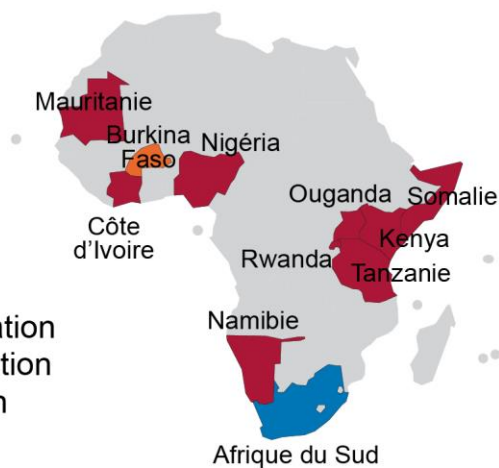 Mauritanie
Burkina
Faso
Nigéria
Ouganda
Somalie
Côte
d’Ivoire
Kenya
Rwanda
Tanzanie
Namibie
Afrique du Sud